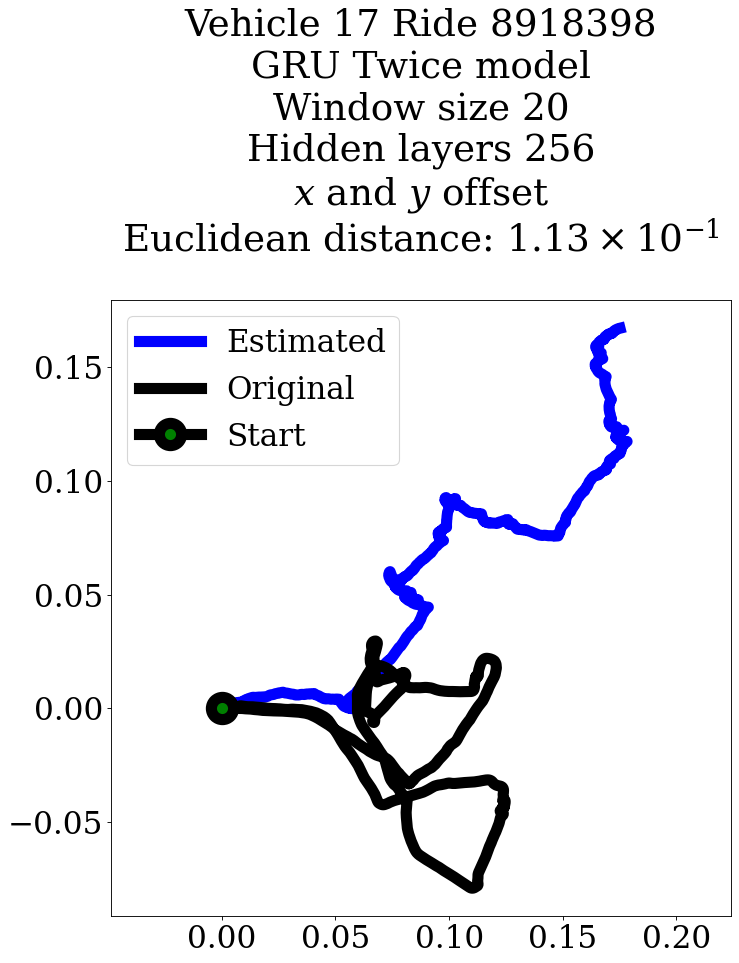 Vehicle 17 Ride 8918398
GRU Twice model
Window size 20
Hidden layers 256
x and y offset
Euclidean distance: 1.13 × 10⁻¹
Estimated
Original
Start
0.15
0.10
0.05
0.00
−0.05
0.00 0.05 0.10 0.15 0.20